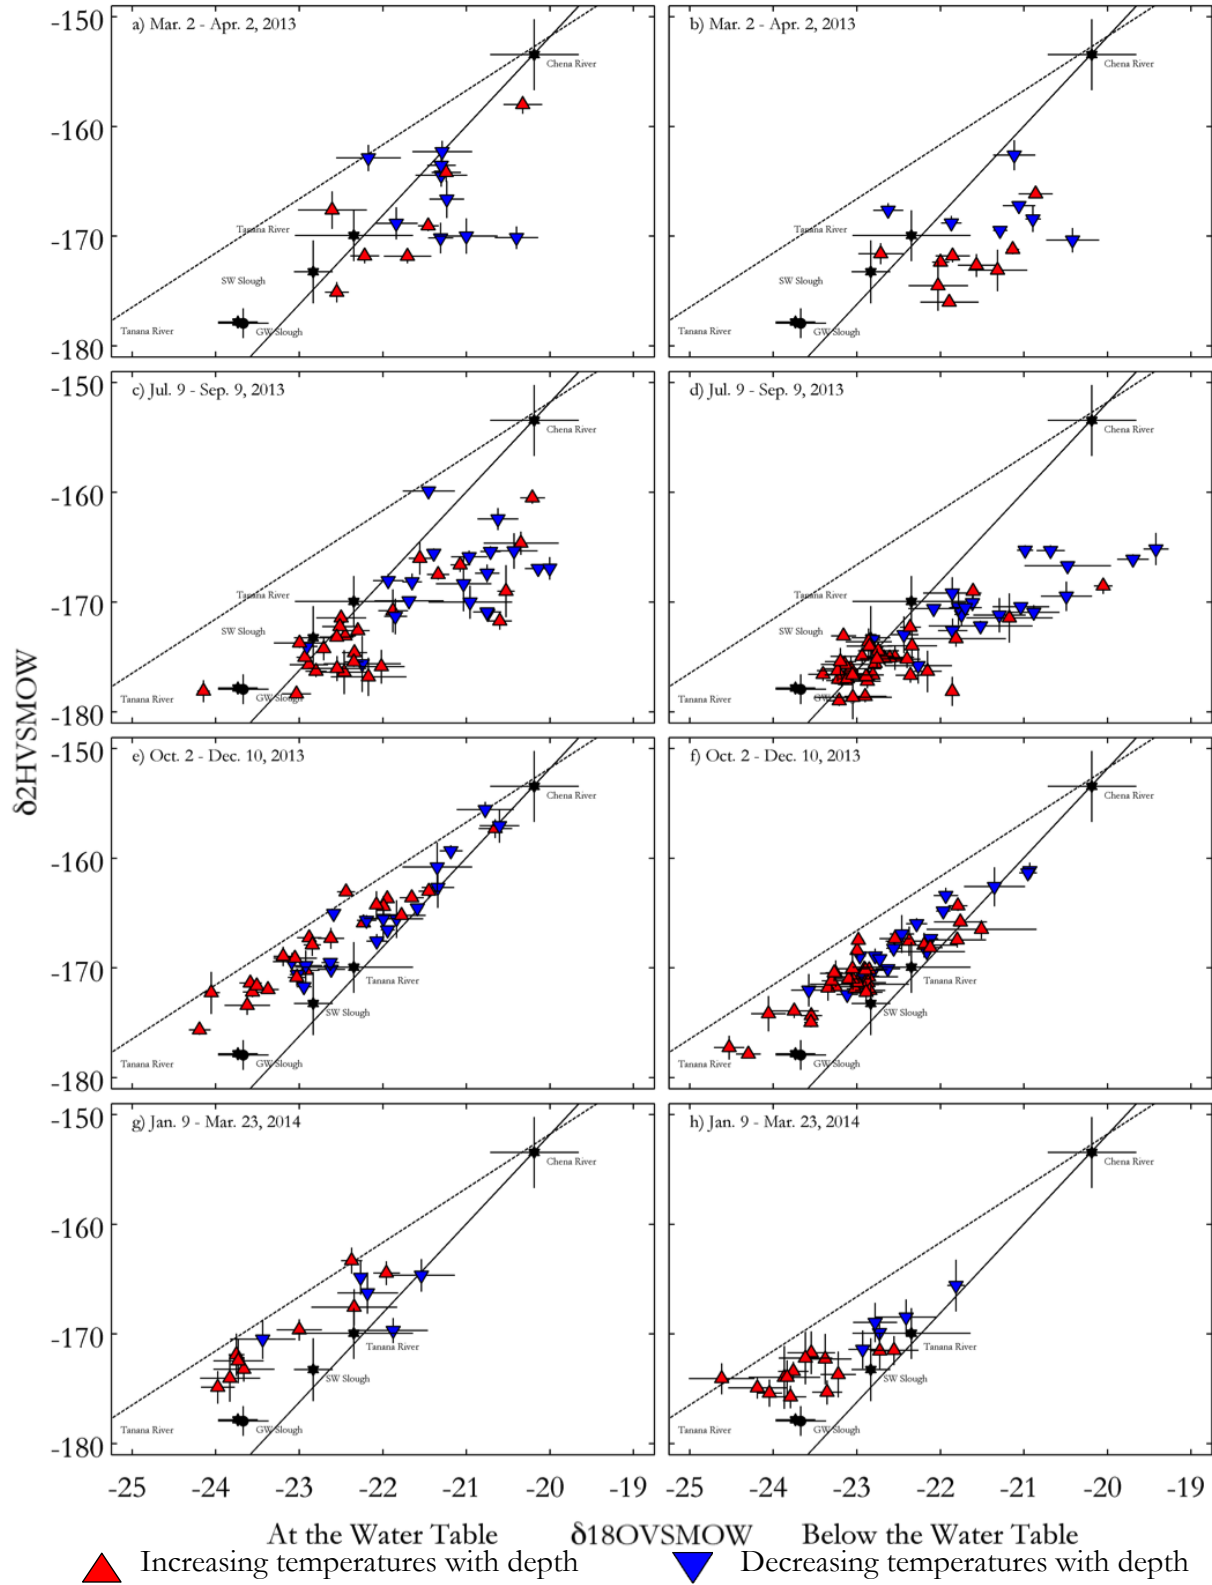 a) Mar. 2 - Apr. 2, 2013
b) Mar. 2 - Apr. 2, 2013
-150
-160
-170
-180
Chena River
Tanana River
SW Slough
Tanana River
GW Slough
Chena River
Tanana River
SW Slough
Tanana River
GW Slough
c) Jul. 9 - Sep. 9, 2013
d) Jul. 9 - Sep. 9, 2013
-150
-160
-170
-180
Chena River
Tanana River
SW Slough
Tanana River
GW Slough
Chena River
Tanana River
SW Slough
Tanana River
δ2HVSMOW
e) Oct. 2 - Dec. 10, 2013
f) Oct. 2 - Dec. 10, 2013
-150
-160
-170
-180
Chena River
Tanana River
SW Slough
Tanana River
GW Slough
Chena River
Tanana River
SW Slough
Tanana River
GW Slough
g) Jan. 9 - Mar. 23, 2014
h) Jan. 9 - Mar. 23, 2014
-150
-160
-170
-180
Chena River
Tanana River
SW Slough
Tanana River
GW Slough
Chena River
Tanana River
SW Slough
Tanana River
GW Slough
-25 -24 -23 -22 -21 -20 -19
-25 -24 -23 -22 -21 -20 -19
At the Water Table δ18OVSMOW Below the Water Table
Increasing temperatures with depth Decreasing temperatures with depth